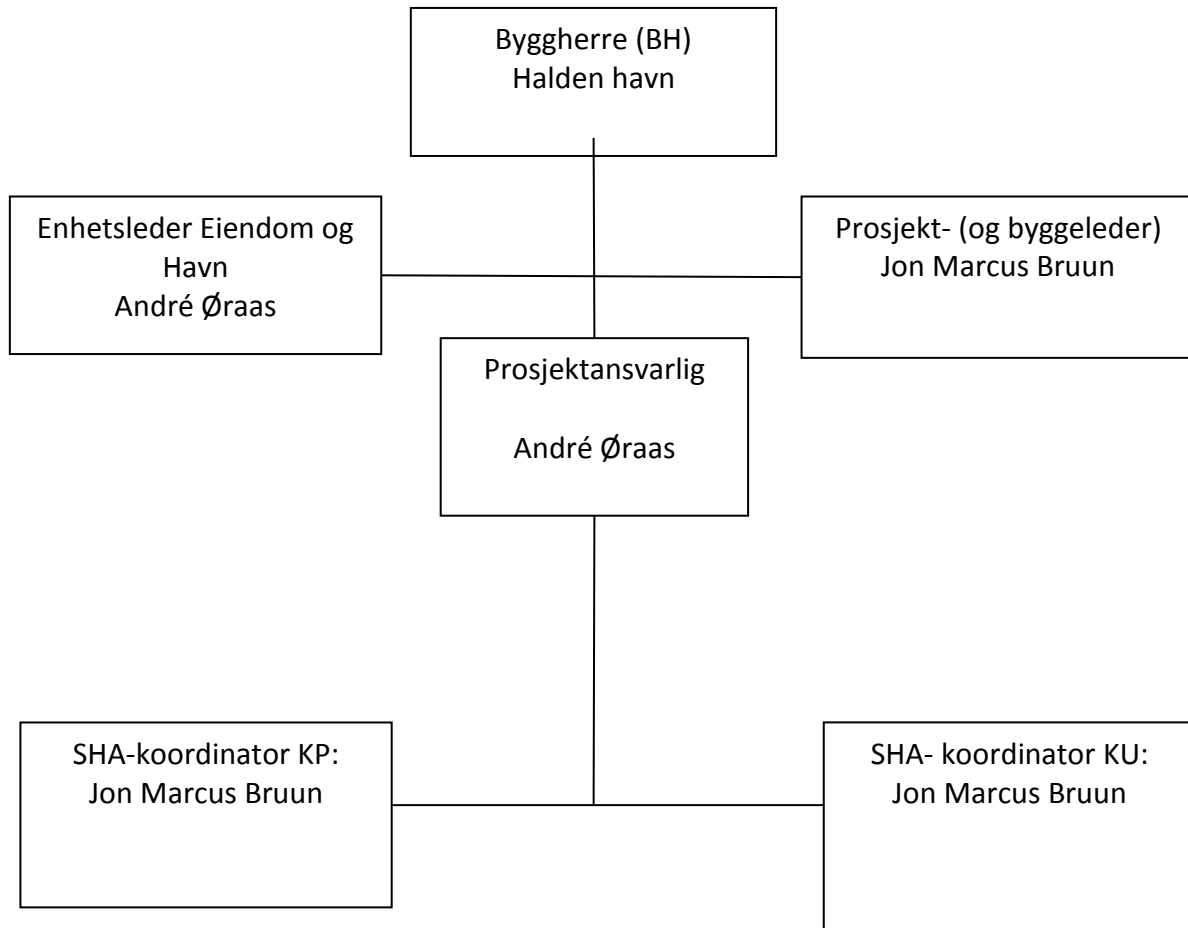 Byggherre (BH)
Halden havn
Enhetsleder Eiendom og
Havn
André Øraas
Prosjekt- (og byggeleder)
Jon Marcus Bruun
Prosjektansvarlig
André Øraas
SHA-koordinator KP:
Jon Marcus Bruun
SHA- koordinator KU:
Jon Marcus Bruun